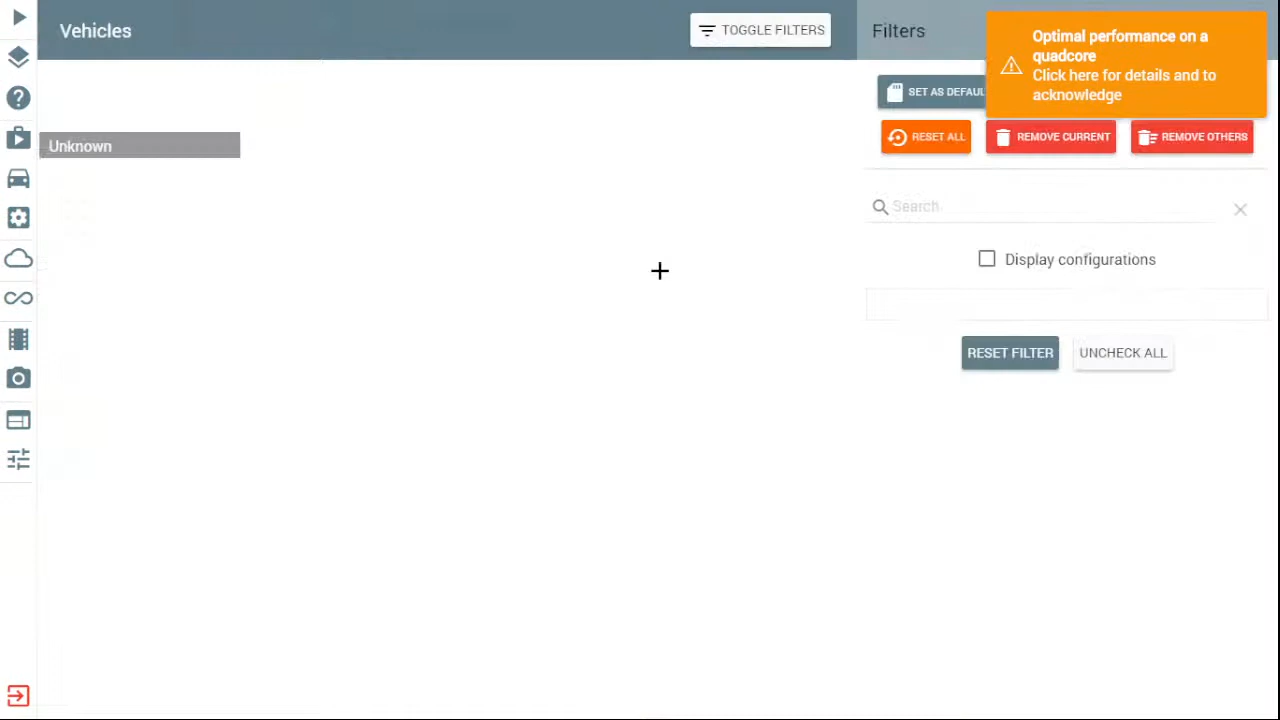 Vehicles
TOGGLE FILTERS
Filters
Optimal performance on a
quadcore
Click here for details and to
acknowledge
SET AS DEFAUL
RESET ALL
REMOVE CURRENT
REMOVE OTHERS
Unknown
Search
Display configurations
RESET FILTER
UNCHECK ALL